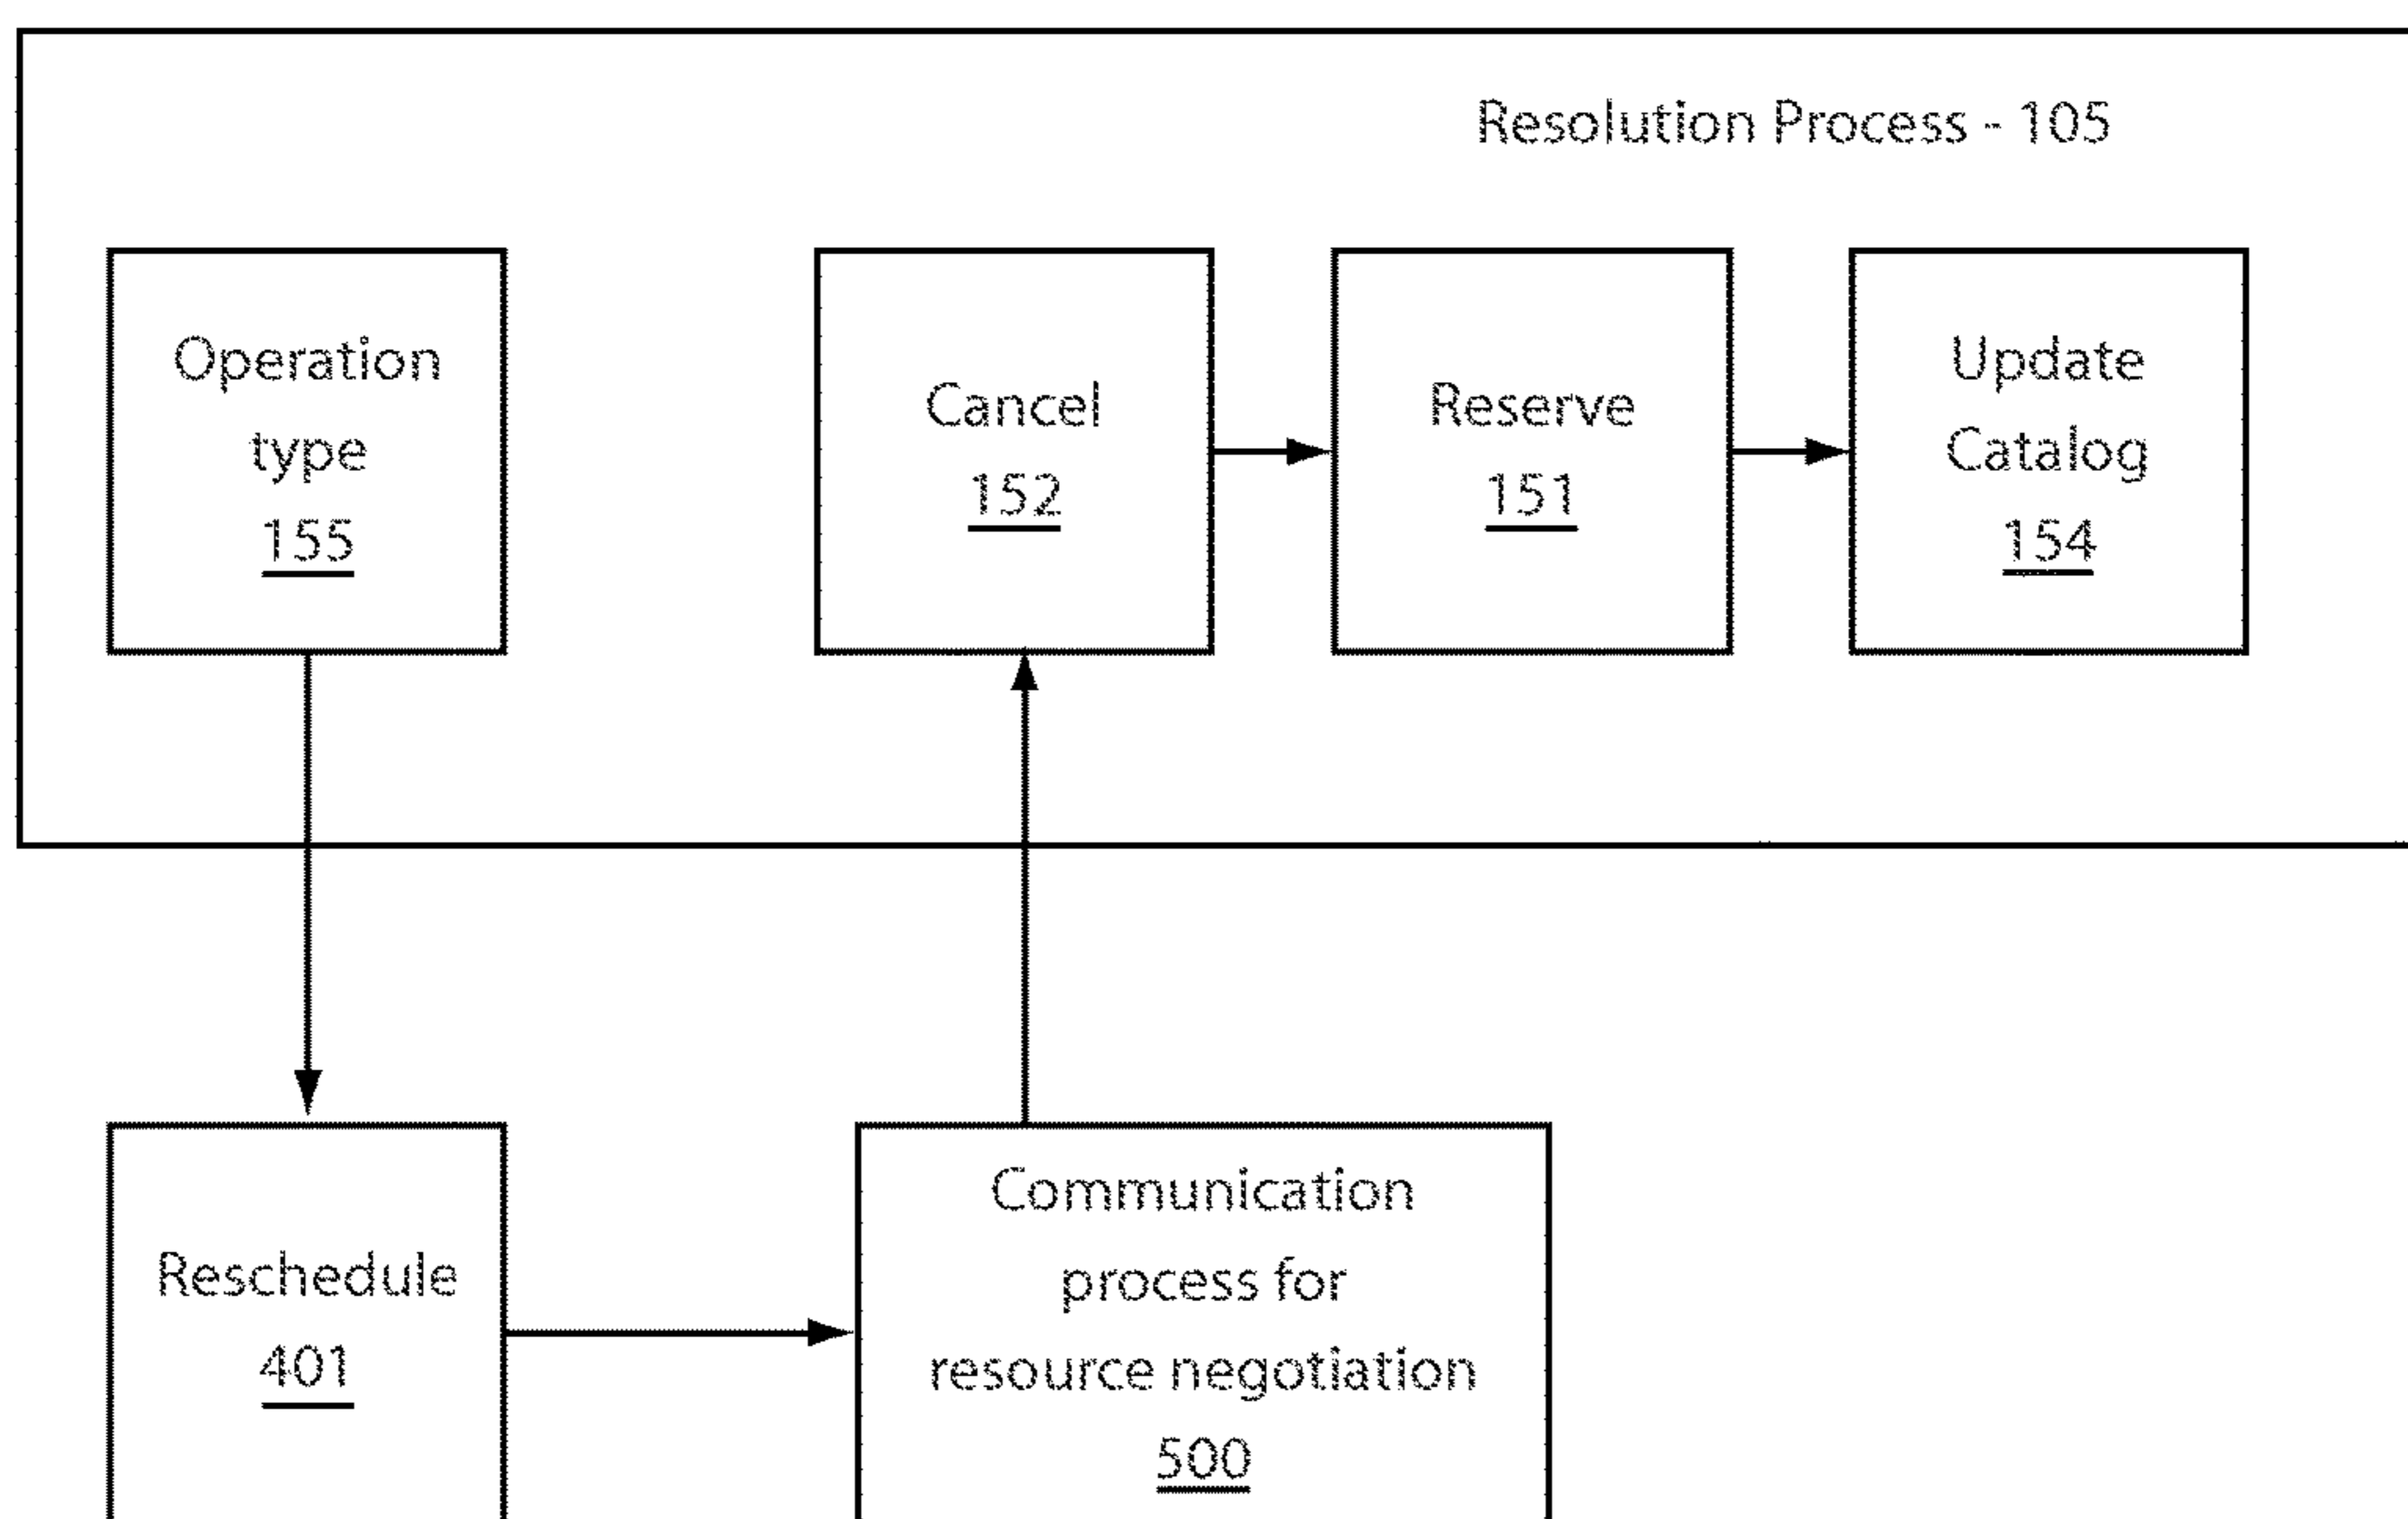 Resolution Process - 105
Operation
type
155
Cancel
152
Reserve
151
Update
Catalog
154
Reschedule
401
Communication
process for
resource negotiation
500